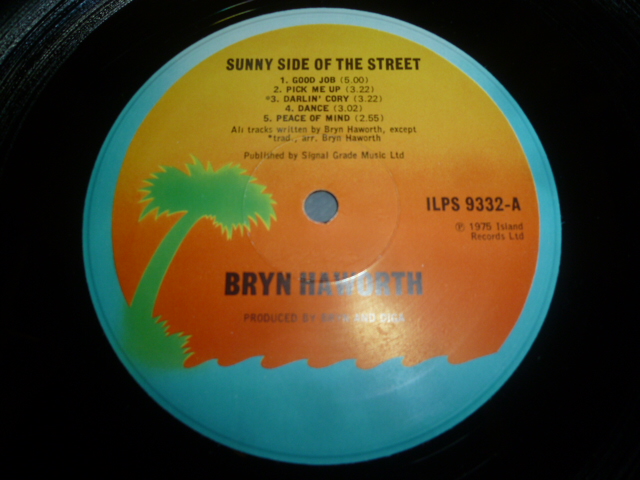 SUNNY SIDE OF THE STREET
1. GOOD JOB (5.00)
2. PICK ME UP (3.22)
*3. DARLIN' CORY (3.22)
4. DANCE (3.02)
5. PEACE OF MIND (2.55)
All tracks written by Bryn Haworth, except
*trad., arr. Bryn Haworth
Published by Signal Grade Music Ltd
ILPS 9332-A
℗ 1975 Island
Records Ltd
BRYN HAWORTH
PRODUCED BY BRYN AND DIGA